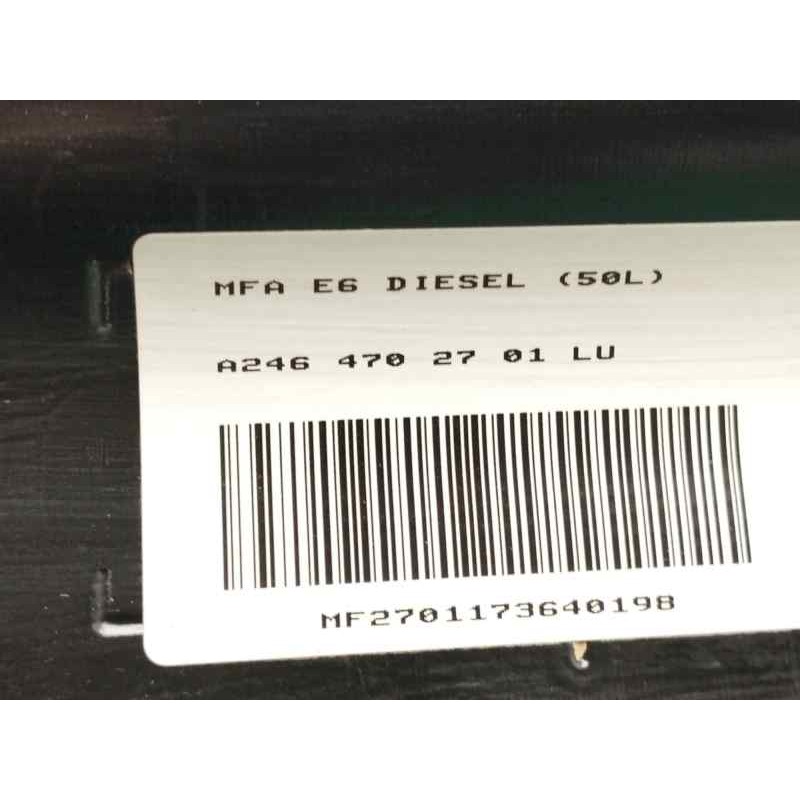 MFA E6 DIESEL (50L)
A246 470 27 01 LU
MF2701173640198